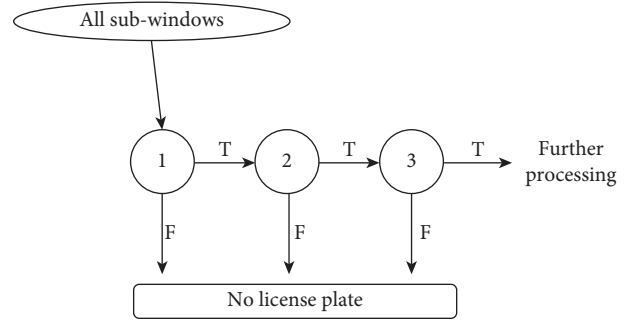 All sub-windows
1
T
2
T
3
T
Further
processing
F
F
F
No license plate